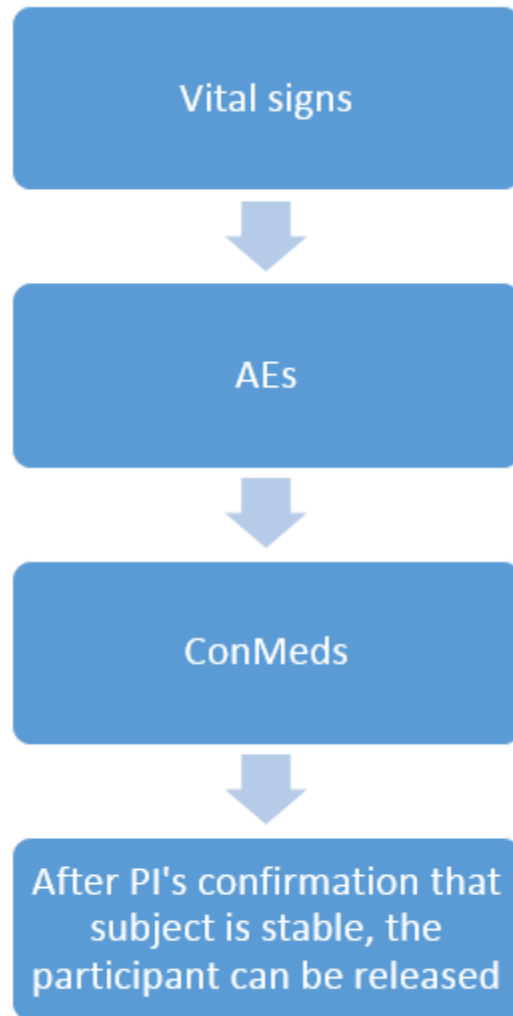 Vital signs
AEs
ConMeds
After PI's confirmation that
subject is stable, the
participant can be released